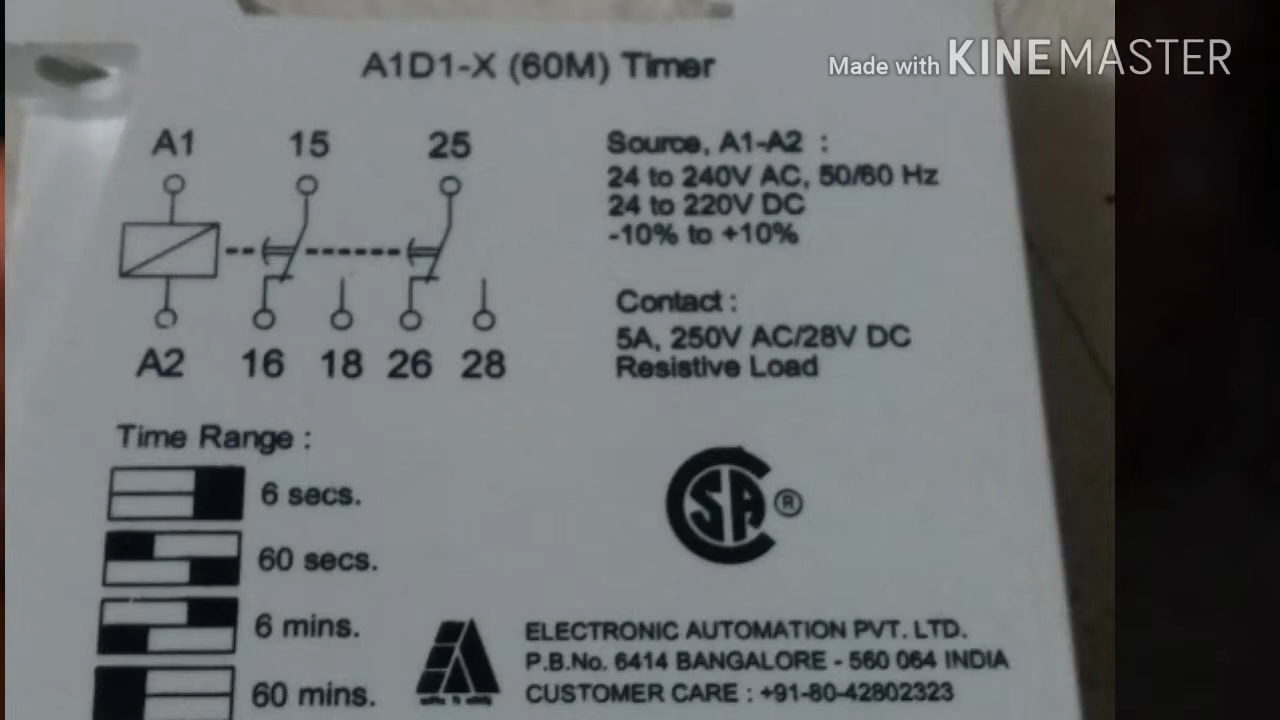 A1D1-X (60M) Timer
Made with KINEMASTER
A1 15 25
Source, A1-A2 :
24 to 240V AC, 50/60 Hz
24 to 220V DC
-10% to +10%
Contact :
5A, 250V AC/28V DC
Resistive Load
A2 16 18 26 28
Time Range :
6 secs.
60 secs.
6 mins.
60 mins.
SA ®
ELECTRONIC AUTOMATION PVT. LTD.
P.B.No. 6414 BANGALORE - 560 064 INDIA
CUSTOMER CARE : +91-80-42802323